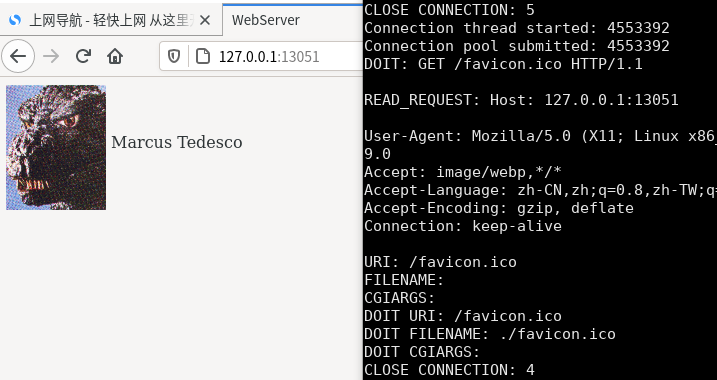 上网导航 - 轻快上网 从这里
WebServer
127.0.0.1:13051
Marcus Tedesco
CLOSE CONNECTION: 5
Connection thread started: 4553392
Connection pool submitted: 4553392
DOIT: GET /favicon.ico HTTP/1.1
READ_REQUEST: Host: 127.0.0.1:13051
User-Agent: Mozilla/5.0 (X11; Linux x86_
9.0
Accept: image/webp,*/*
Accept-Language: zh-CN,zh;q=0.8,zh-TW;q=
Accept-Encoding: gzip, deflate
Connection: keep-alive
URI: /favicon.ico
FILENAME:
CGIARGS:
DOIT URI: /favicon.ico
DOIT FILENAME: ./favicon.ico
DOIT CGIARGS:
CLOSE CONNECTION: 4